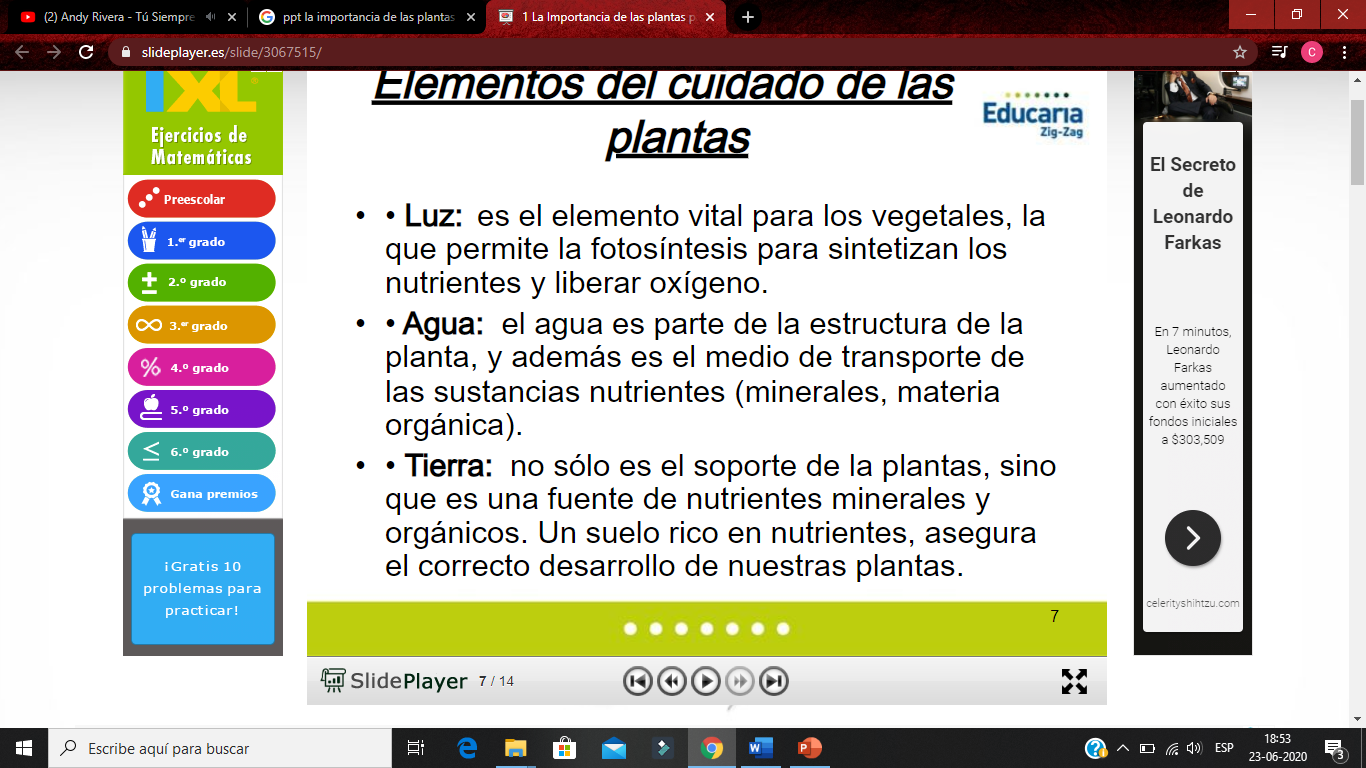 (2) Andy Rivera - Tú Siempre
ppt la importancia de las plantas
1 La Importancia de las plantas p
slideplayer.es/slide/3067515/
C
IXL
Ejercicios de
Matemáticas
Preescolar
1.er grado
2.º grado
3.er grado
4.º grado
5.º grado
6.º grado
Gana premios
¡Gratis 10
problemas para
practicar!
Elementos del cuidado de las
plantas
Educaria
Zig-Zag
• • Luz: es el elemento vital para los vegetales, la
que permite la fotosíntesis para sintetizan los
nutrientes y liberar oxígeno.
• • Agua: el agua es parte de la estructura de la
planta, y además es el medio de transporte de
las sustancias nutrientes (minerales, materia
orgánica).
• • Tierra: no sólo es el soporte de la plantas, sino
que es una fuente de nutrientes minerales y
orgánicos. Un suelo rico en nutrientes, asegura
el correcto desarrollo de nuestras plantas.
7
SlidePlayer 7 / 14
El Secreto
de
Leonardo
Farkas
En 7 minutos,
Leonardo
Farkas
aumentado
con éxito sus
fondos iniciales
a $303,509
celerityshihtzu.com
Escribe aquí para buscar
ESP
18:53
23-06-2020
3